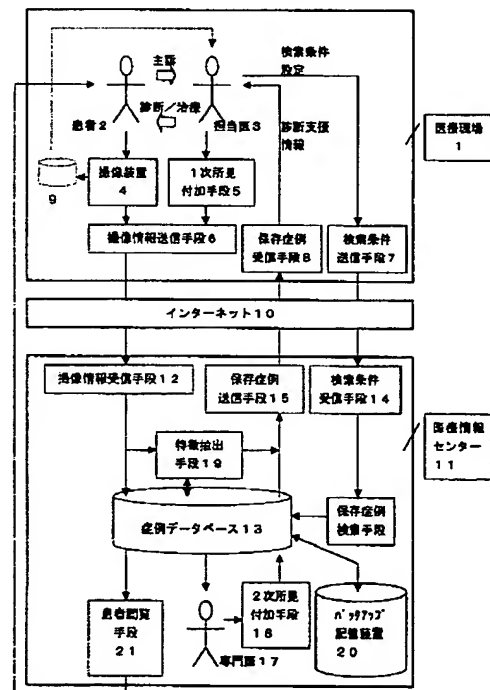 主訴
検索条件
設定
診断／治療
患者2
担当医3
診断支援
情報
医療現場
1
撮像装置
4
1次所見
付加手段5
9
撮像情報送信手段6
保存症例
受信手段8
検索条件
送信手段7
インターネット10
撮像情報受信手段12
保存症例
送信手段15
検索条件
受信手段14
医療情報
センター
11
特徴抽出
手段19
保存症例
検索手段
症例データベース13
患者閲覧
手段
21
2次所見
付加手段
18
専門医17
ﾊﾞｯｸｱｯﾌﾟ
記憶装置
20